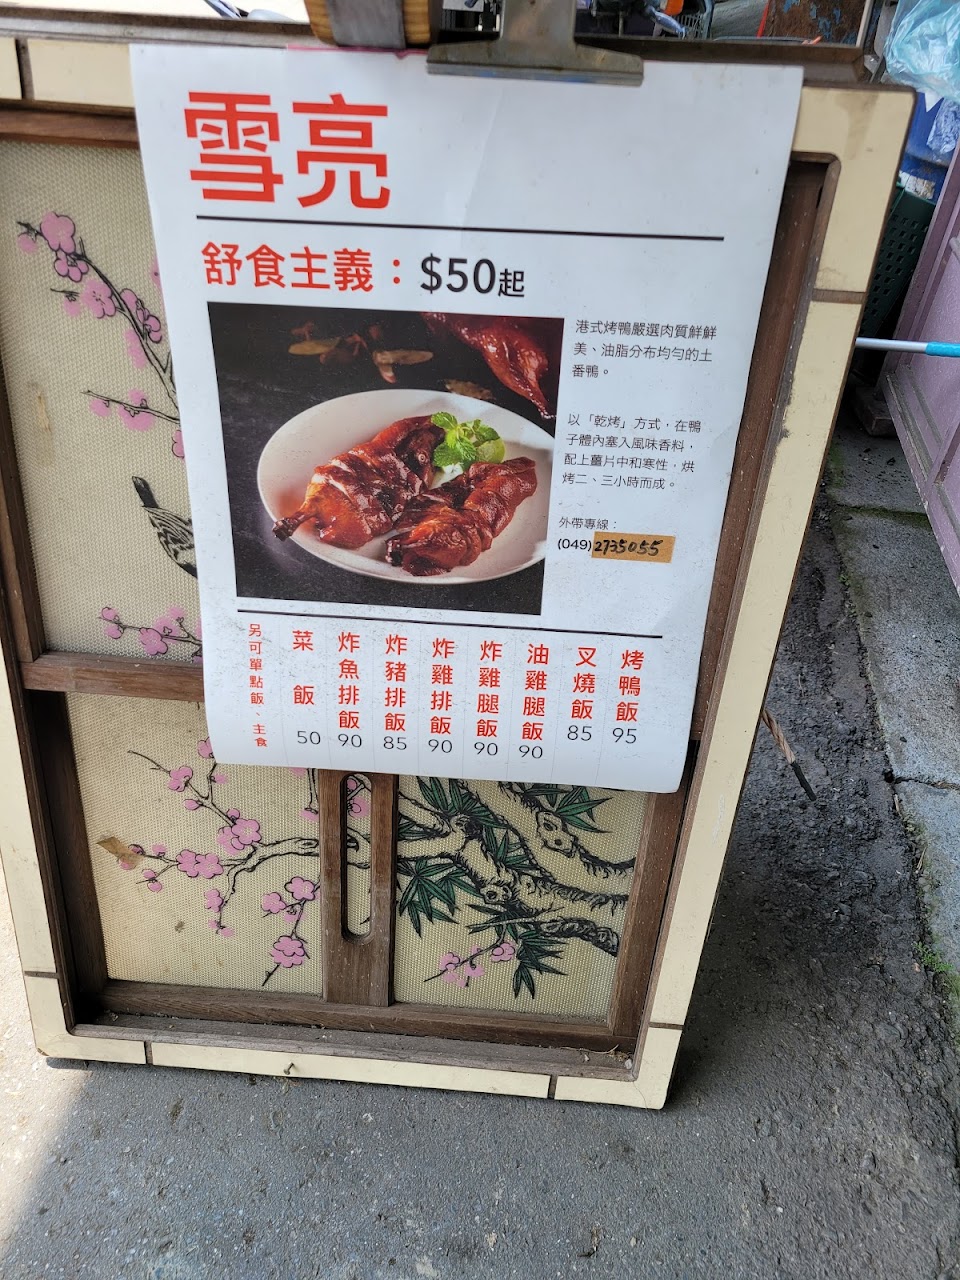 雪亮
舒食主義：$50起
港式烤鴨嚴選肉質鮮鮮
美、油脂分布均勻的土
番鴨。
以「乾烤」方式，在鴨
子體內塞入風味香料，
配上薑片中和寒性，烘
烤二、三小時而成。
外帶專線：
(049)2735055
烤鴨飯 95
叉燒飯 85
油雞腿飯 90
炸雞腿飯 90
炸雞排飯 90
炸豬排飯 85
炸魚排飯 90
菜飯 50
另可單點飯、主食